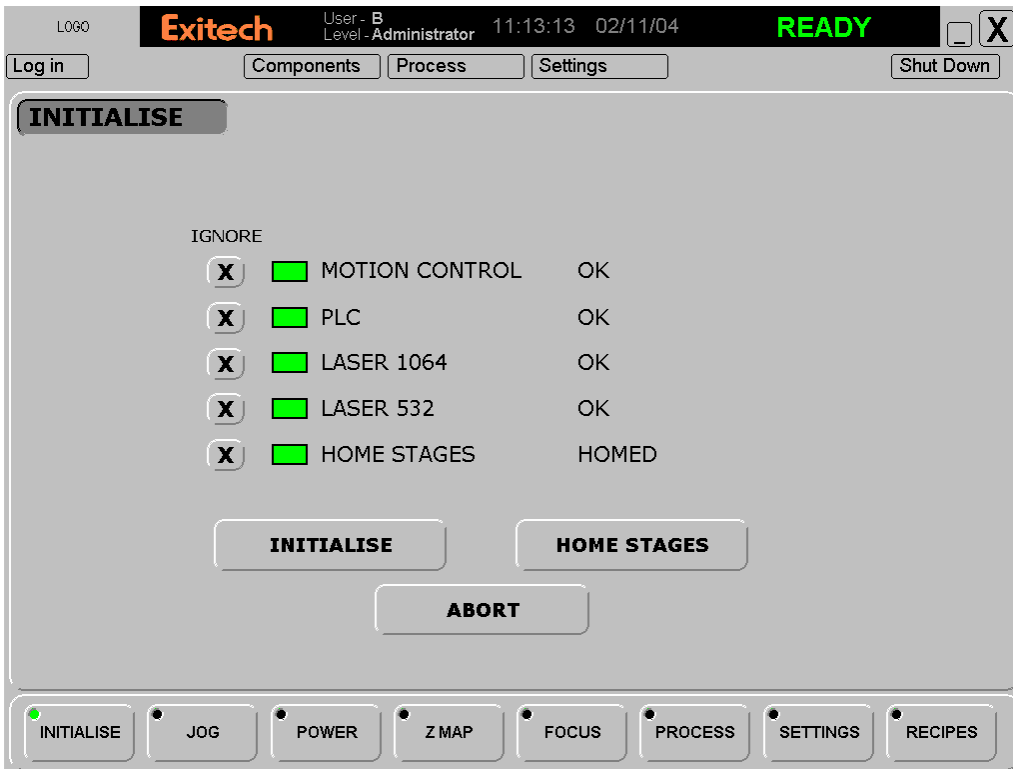 LOGO Exitech User - B 11:13:13 02/11/04 READY _ X
Level - Administrator
Log in Components Process Settings Shut Down
INITIALISE
IGNORE
X MOTION CONTROL OK
X PLC OK
X LASER 1064 OK
X LASER 532 OK
X HOME STAGES HOMED
INITIALISE HOME STAGES
ABORT
INITIALISE JOG POWER Z MAP FOCUS PROCESS SETTINGS RECIPES